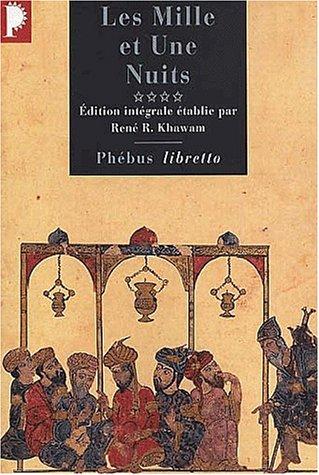 Les Mille
et Une
Nuits
☆☆☆☆
Édition intégrale établie par
René R. Khawam
Phébus libretto